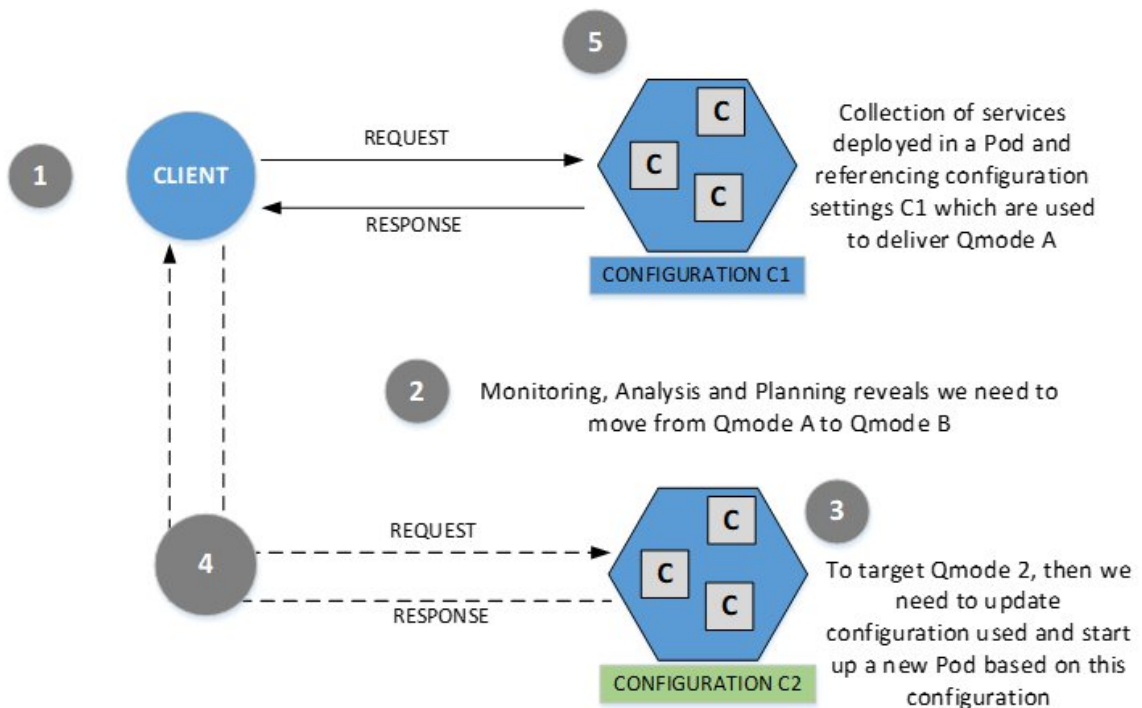 5
C
C
C
Collection of services
deployed in a Pod and
referencing configuration
settings C1 which are used
to deliver Qmode A
REQUEST
1
CLIENT
RESPONSE
CONFIGURATION C1
2
Monitoring, Analysis and Planning reveals we need to
move from Qmode A to Qmode B
3
C
C
C
REQUEST
4
RESPONSE
To target Qmode 2, then we
need to update
configuration used and start
up a new Pod based on this
configuration
CONFIGURATION C2